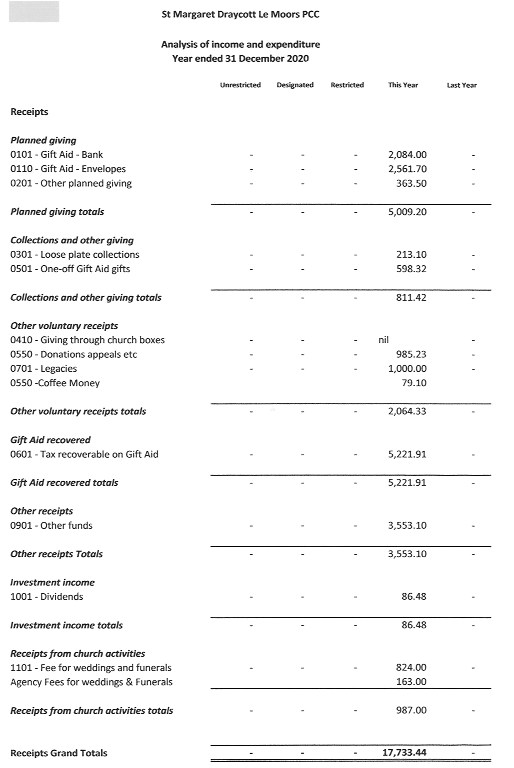 St Margaret Draycott Le Moors PCC
Analysis of income and expenditure
Year ended 31 December 2020
Unrestricted Designated Restricted This Year Last Year
Receipts
Planned giving
0101 - Gift Aid - Bank - - - 2,084.00 -
0110 - Gift Aid - Envelopes - - - 2,561.70 -
0201 - Other planned giving - - - 363.50 -
Planned giving totals - - - 5,009.20 -
Collections and other giving
0301 - Loose plate collections - - - 213.10 -
0501 - One-off Gift Aid gifts - - - 598.32 -
Collections and other giving totals - - - 811.42 -
Other voluntary receipts
0410 - Giving through church boxes - - - nil -
0550 - Donations appeals etc - - - 985.23 -
0701 - Legacies - - - 1,000.00 -
0550 -Coffee Money 79.10
Other voluntary receipts totals - - - 2,064.33 -
Gift Aid recovered
0601 - Tax recoverable on Gift Aid - - - 5,221.91 -
Gift Aid recovered totals - - - 5,221.91 -
Other receipts
0901 - Other funds - - - 3,553.10 -
Other receipts Totals - - - 3,553.10 -
Investment income
1001 - Dividends - - - 86.48 -
Investment income totals - - - 86.48 -
Receipts from church activities
1101 - Fee for weddings and funerals - - - 824.00 -
Agency Fees for weddings & Funerals 163.00
Receipts from church activities totals - - - 987.00 -
Receipts Grand Totals - - - 17,733.44 -